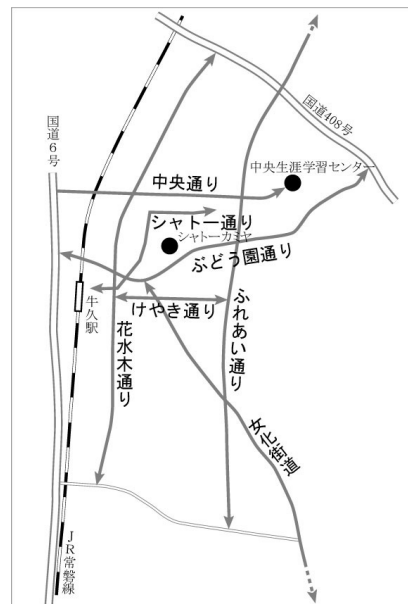 国道408号
国道6号
中央生涯学習センター
中央通り
シャトー通り
シャトーカミヤ
ぶどう園通り
牛久駅
けやき通り
花水木通り
ふれあい通り
女化街道
JR常磐線